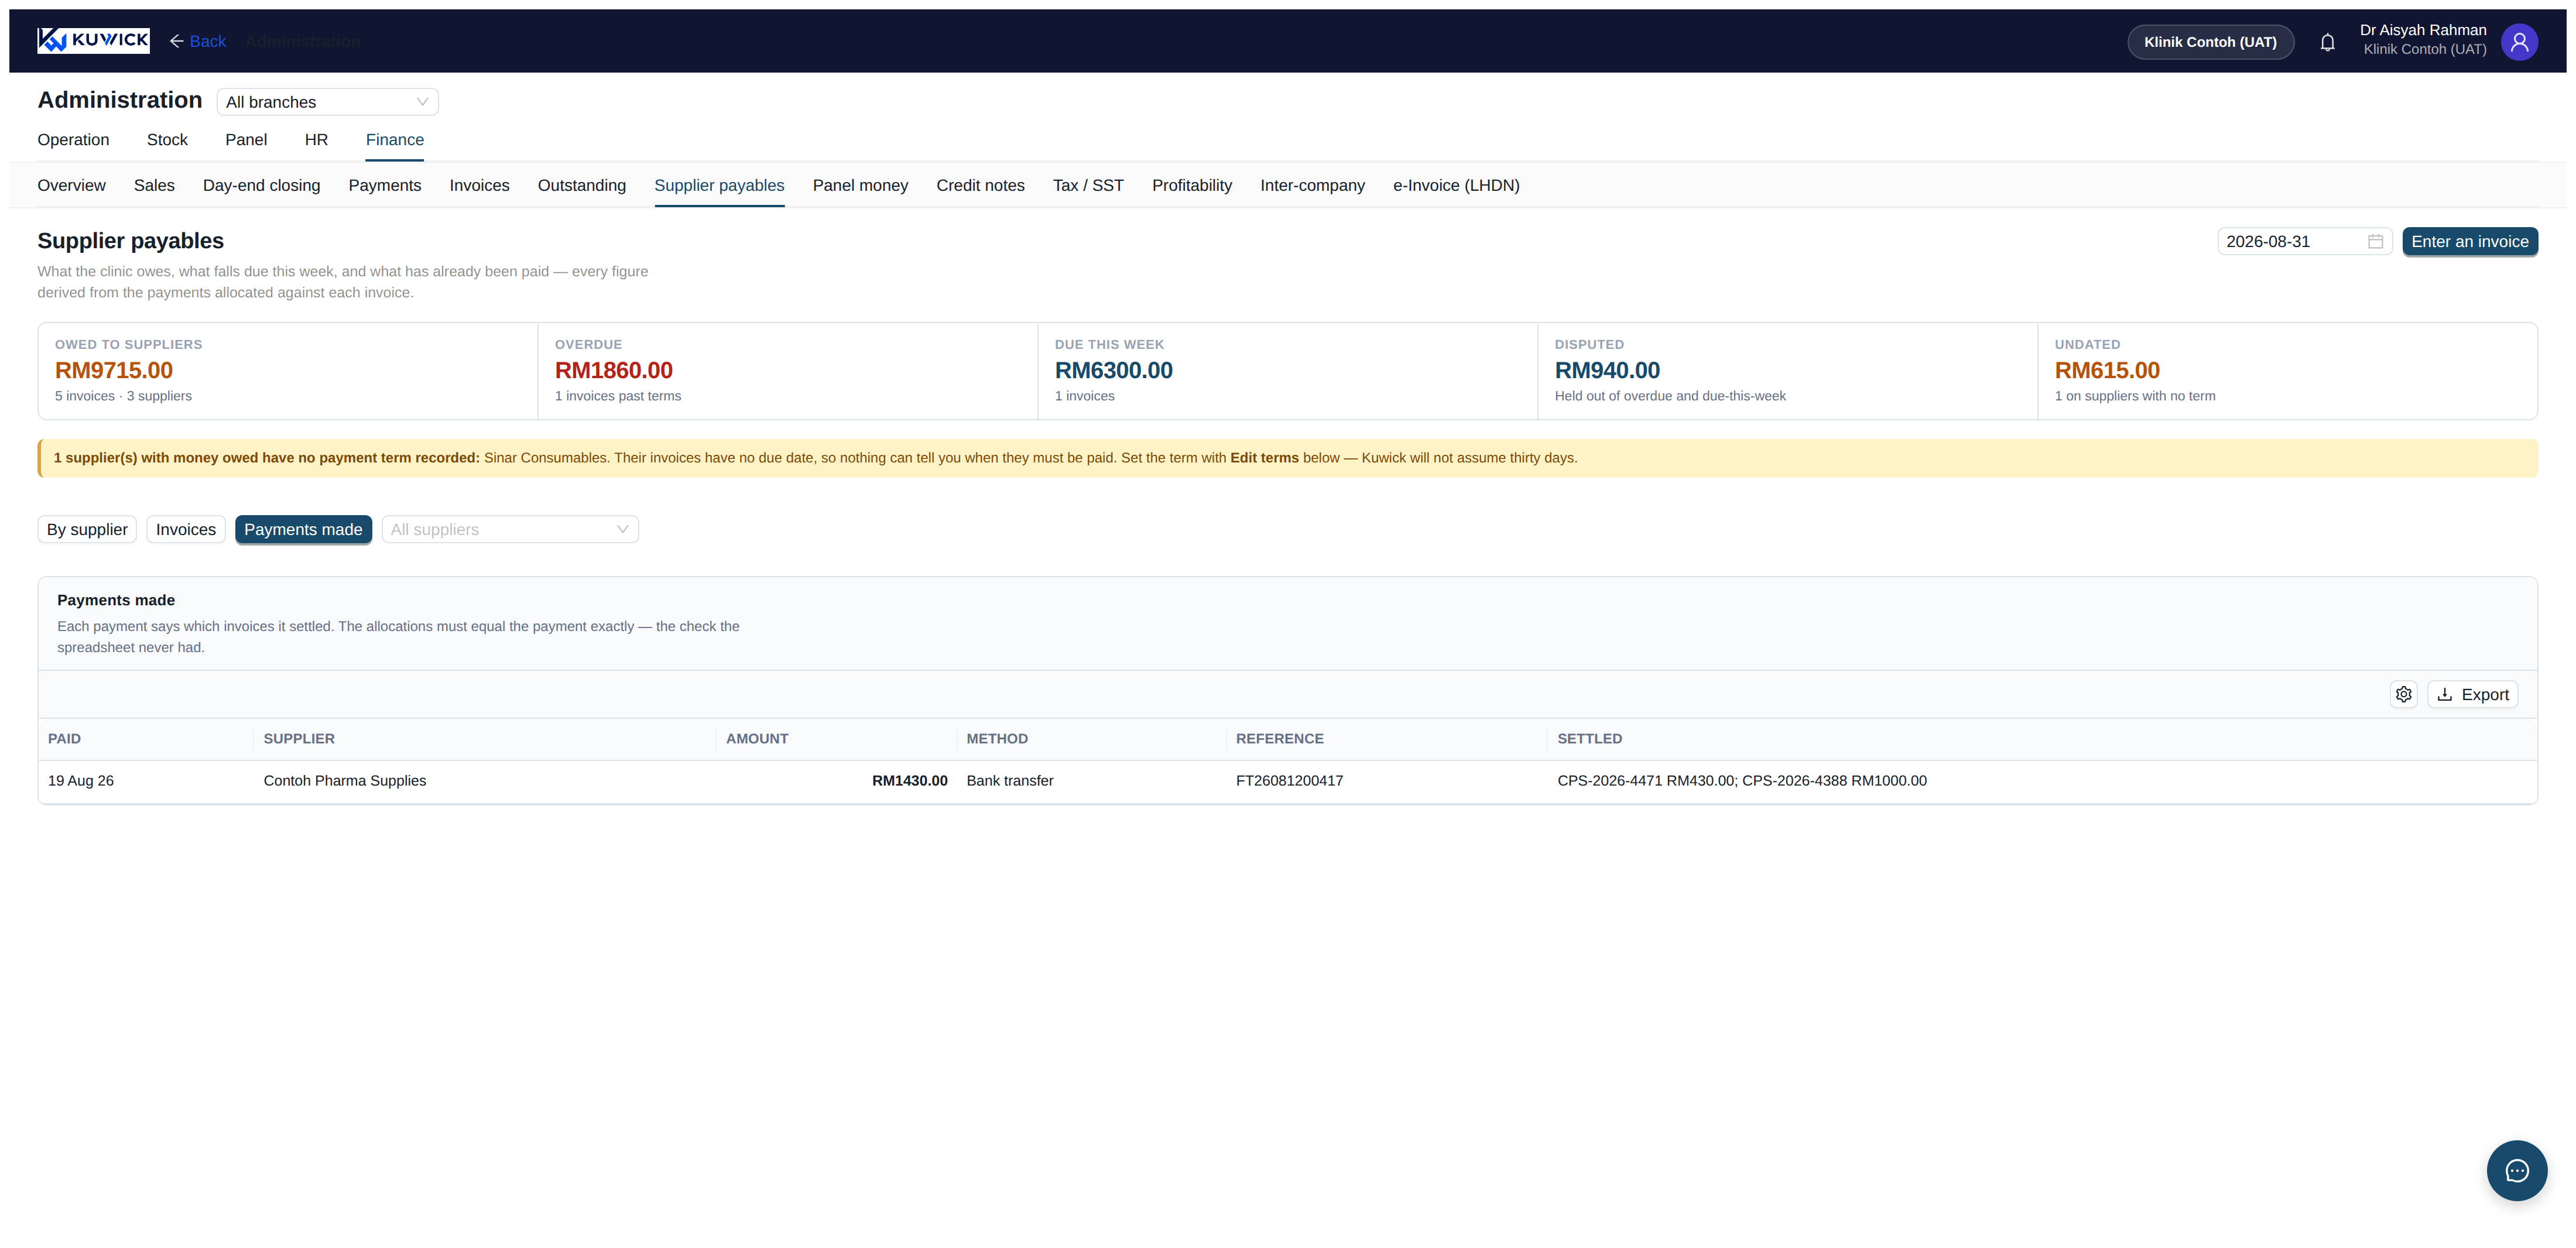 KUWICK
Back
Administration
Klinik Contoh (UAT)
Dr Aisyah Rahman
Klinik Contoh (UAT)
Administration
All branches
Operation
Stock
Panel
HR
Finance
Overview
Sales
Day-end closing
Payments
Invoices
Outstanding
Supplier payables
Panel money
Credit notes
Tax / SST
Profitability
Inter-company
e-Invoice (LHDN)
Supplier payables
2026-08-31
Enter an invoice
What the clinic owes, what falls due this week, and what has already been paid — every figure
derived from the payments allocated against each invoice.
OWED TO SUPPLIERS
RM9715.00
5 invoices · 3 suppliers
OVERDUE
RM1860.00
1 invoices past terms
DUE THIS WEEK
RM6300.00
1 invoices
DISPUTED
RM940.00
Held out of overdue and due-this-week
UNDATED
RM615.00
1 on suppliers with no term
1 supplier(s) with money owed have no payment term recorded: Sinar Consumables. Their invoices have no due date, so nothing can tell you when they must be paid. Set the term with Edit terms below — Kuwick will not assume thirty days.
By supplier
Invoices
Payments made
All suppliers
Payments made
Each payment says which invoices it settled. The allocations must equal the payment exactly — the check the
spreadsheet never had.
Export
PAID
SUPPLIER
AMOUNT
METHOD
REFERENCE
SETTLED
19 Aug 26
Contoh Pharma Supplies
RM1430.00
Bank transfer
FT26081200417
CPS-2026-4471 RM430.00; CPS-2026-4388 RM1000.00